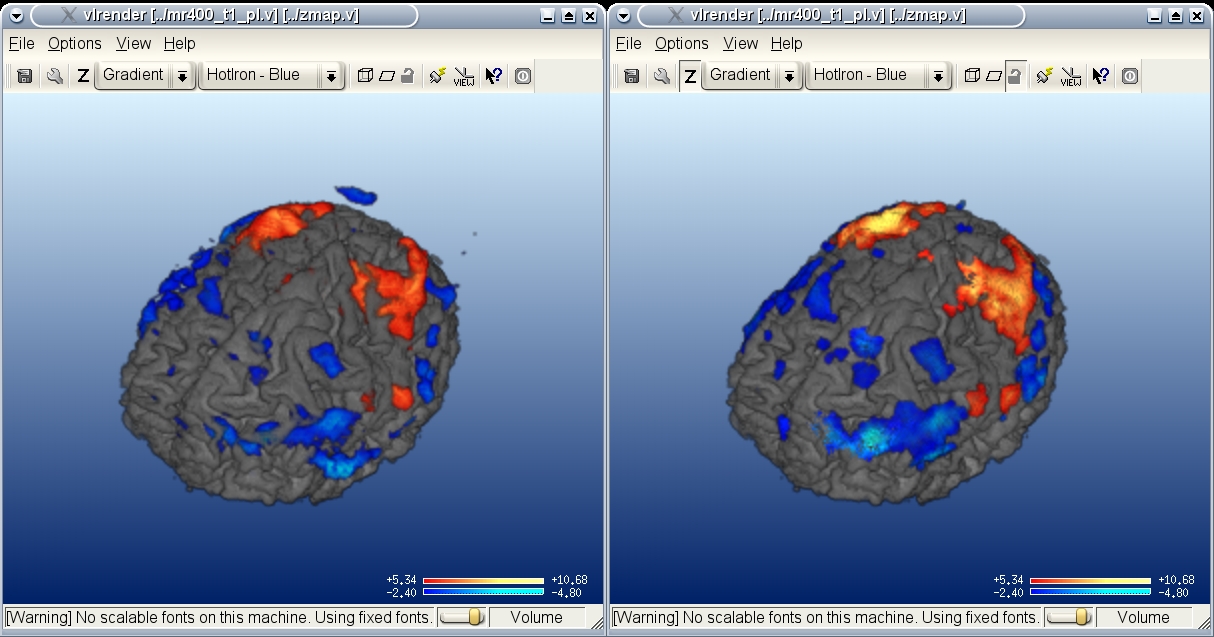 vlrender [../mr400_t1_pl.v] [../zmap.v]
File Options View Help
Z Gradient HotIron - Blue VIEW
+5.34 +10.68
-2.40 -4.80
[Warning] No scalable fonts on this machine. Using fixed fonts. Volume
vlrender [../mr400_t1_pl.v] [../zmap.v]
File Options View Help
Z Gradient HotIron - Blue VIEW
+5.34 +10.68
-2.40 -4.80
[Warning] No scalable fonts on this machine. Using fixed fonts. Volume